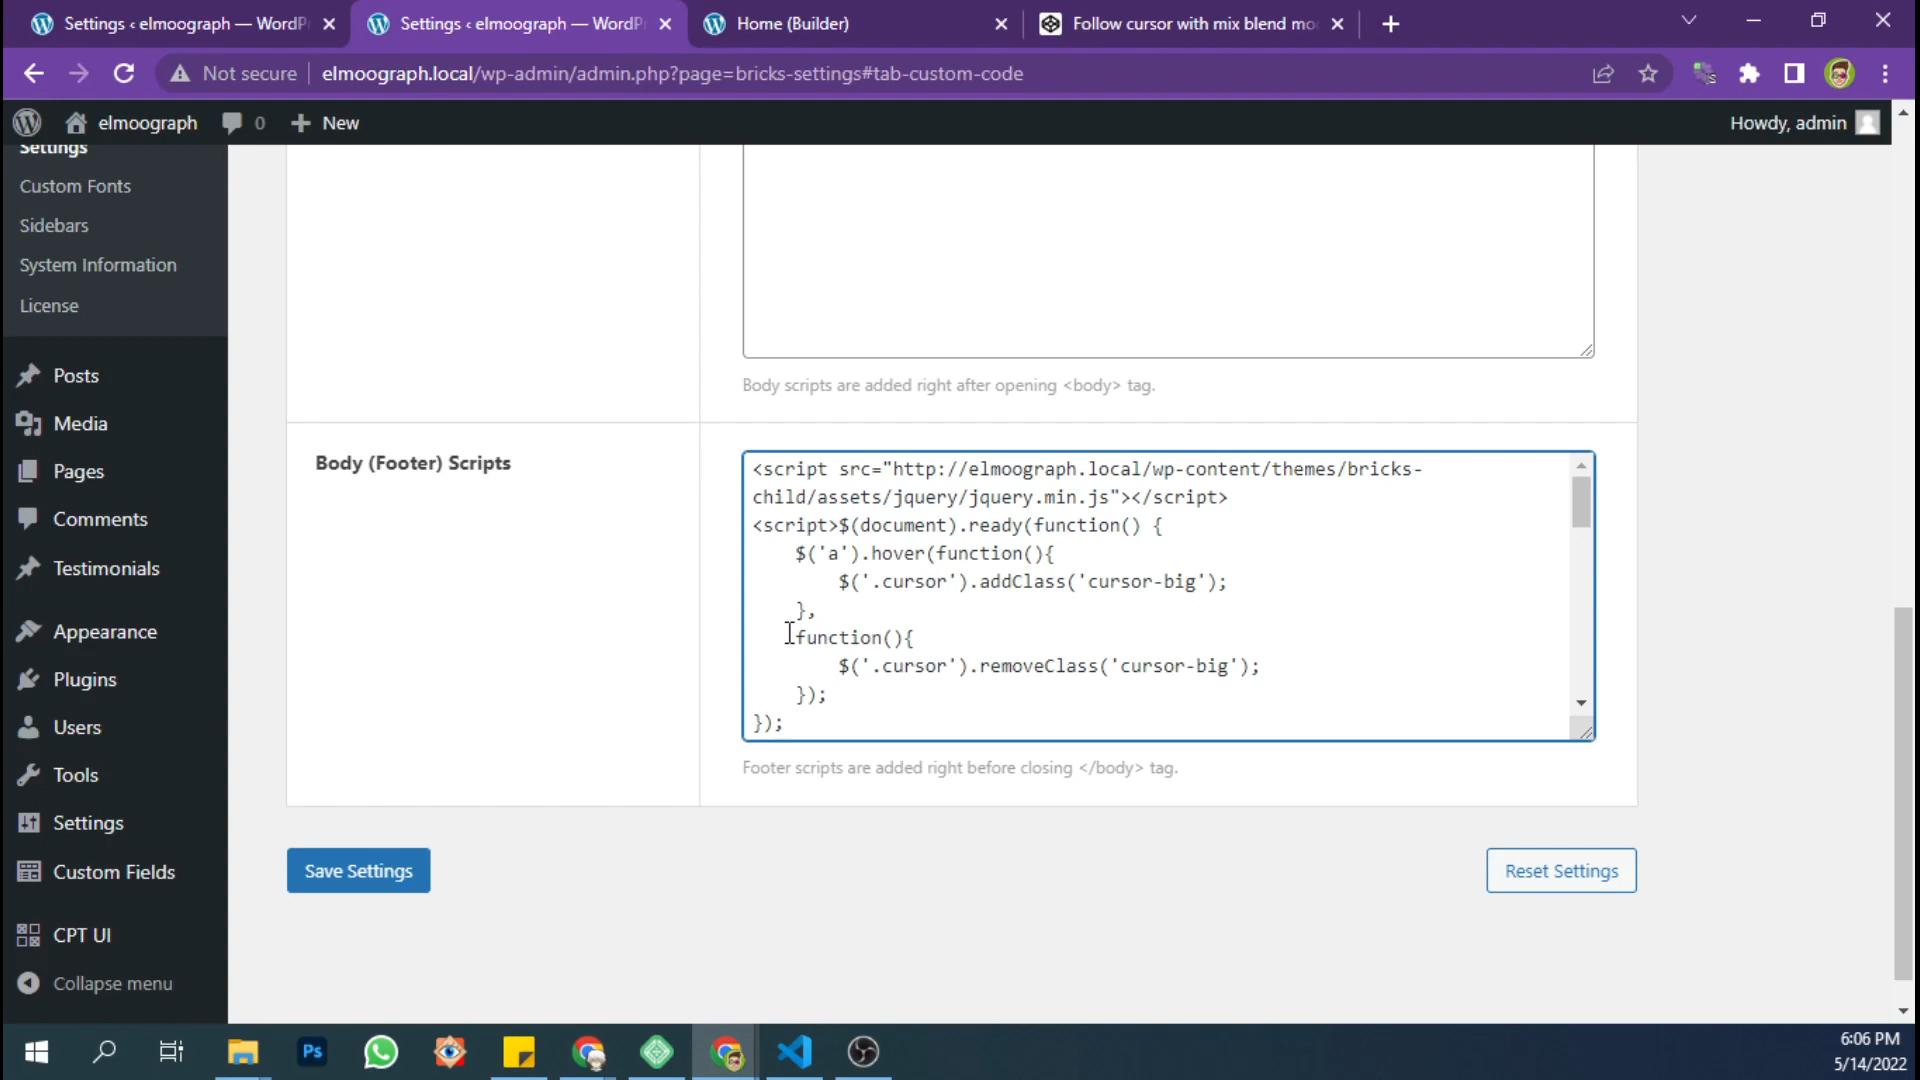 Settings ‹ elmoograph — WordPr
Settings ‹ elmoograph — WordPr
Home (Builder)
Follow cursor with mix blend mo
Not secure
elmoograph.local/wp-admin/admin.php?page=bricks-settings#tab-custom-code
elmoograph
0
New
Howdy, admin
Settings
Custom Fonts
Sidebars
System Information
License
Posts
Media
Pages
Comments
Testimonials
Appearance
Plugins
Users
Tools
Settings
Custom Fields
CPT UI
Collapse menu
Body scripts are added right after opening <body> tag.
Body (Footer) Scripts
<script src="http://elmoograph.local/wp-content/themes/bricks-
child/assets/jquery/jquery.min.js"></script>
<script>$(document).ready(function() {
$('a').hover(function(){
$('.cursor').addClass('cursor-big');
},
function(){
$('.cursor').removeClass('cursor-big');
});
});
Footer scripts are added right before closing </body> tag.
Save Settings
Reset Settings
Ps
6:06 PM
5/14/2022